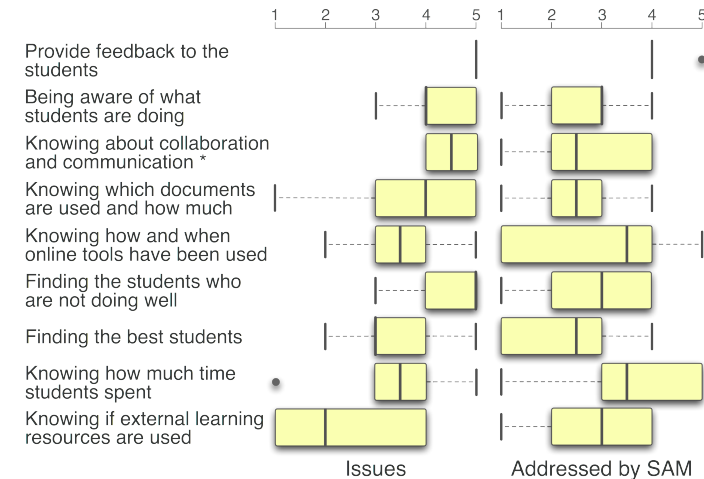 1 2 3 4 5 1 2 3 4 5
Provide feedback to the
students
Being aware of what
students are doing
Knowing about collaboration
and communication *
Knowing which documents
are used and how much
Knowing how and when
online tools have been used
Finding the students who
are not doing well
Finding the best students
Knowing how much time
students spent
Knowing if external learning
resources are used
Issues Addressed by SAM